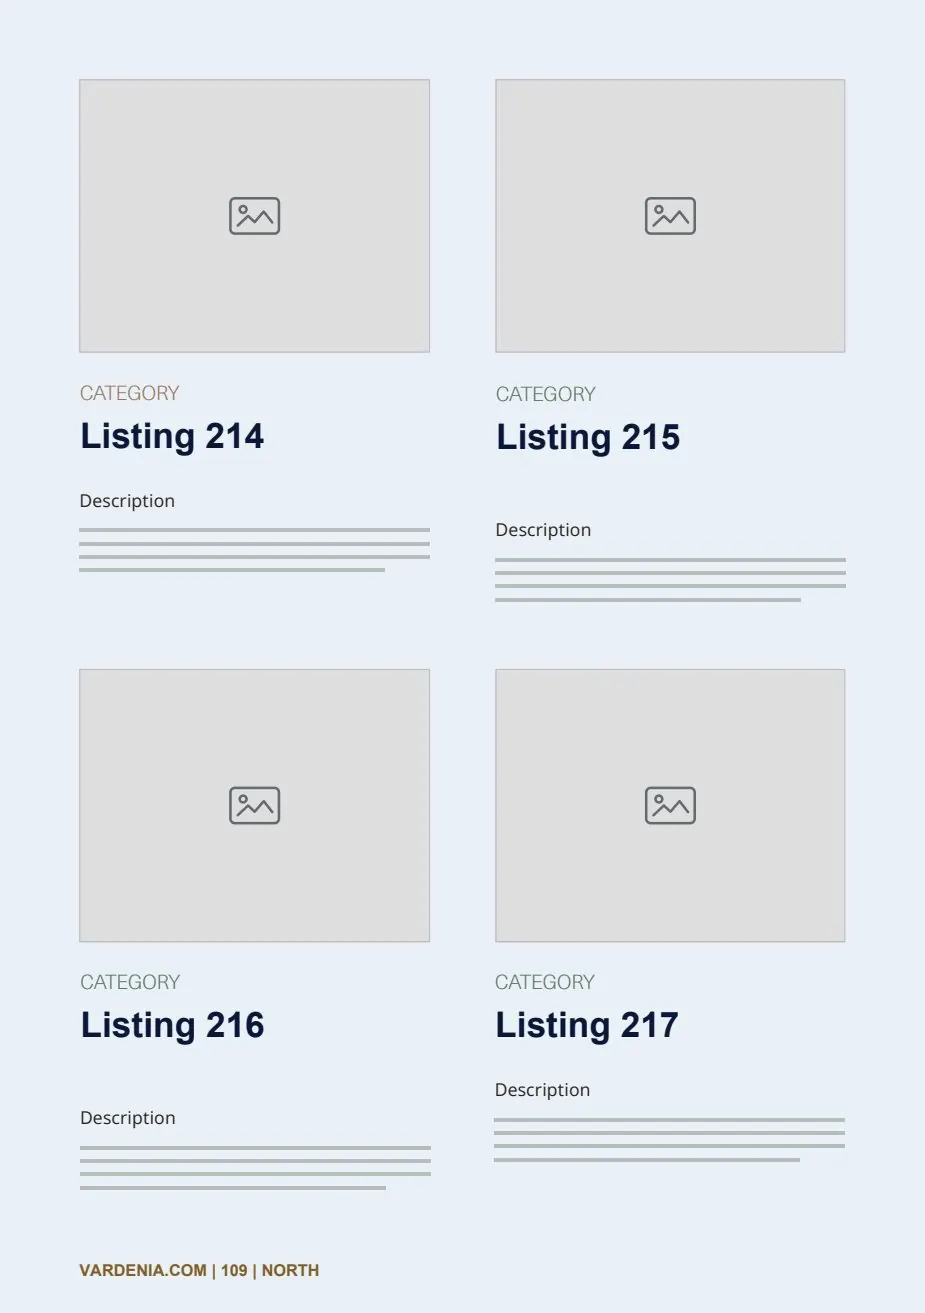 CATEGORY
Listing 214
Description
CATEGORY
Listing 215
Description
CATEGORY
Listing 216
Description
CATEGORY
Listing 217
Description
VARDENIA.COM | 109 | NORTH